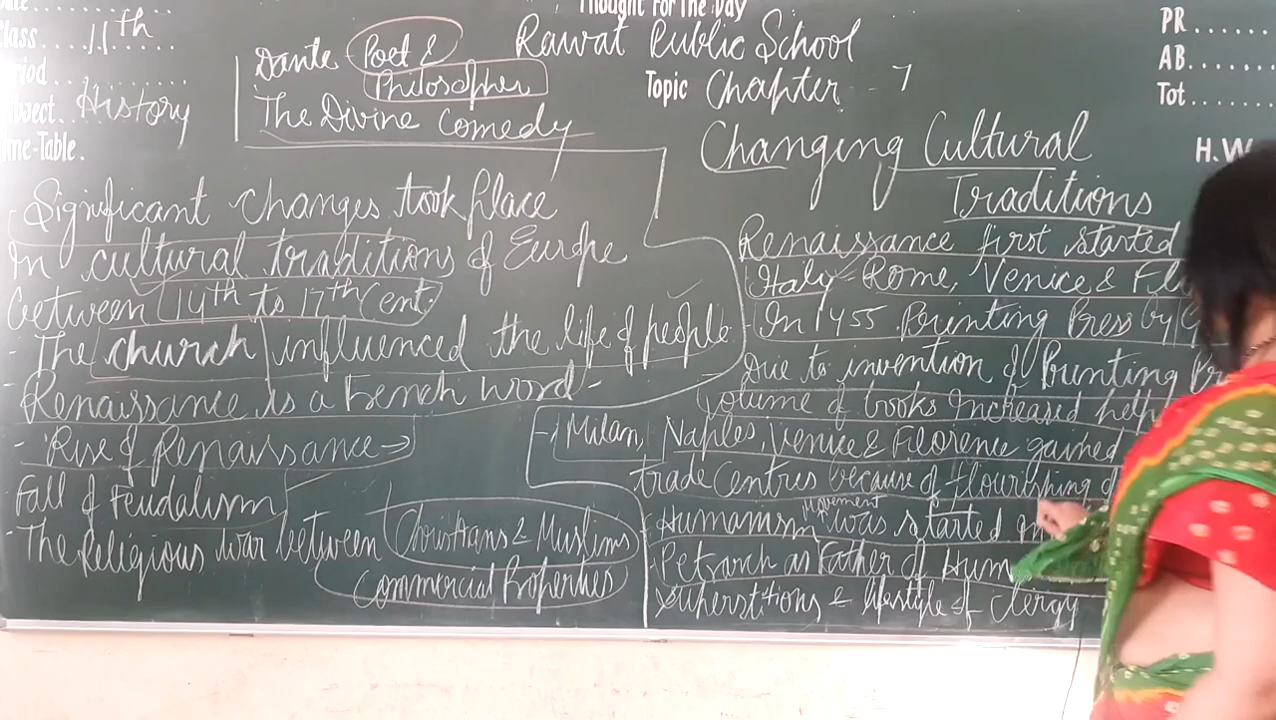 Thought For The Day
Class.... 11th
Period
Subject. History
Time-Table.
Rawat Public School
Topic Chapter - 7
PR......
AB......
Tot......
H.W
Dante - Poet &
Philosopher
The Divine Comedy
Changing Cultural
Traditions
- Significant changes took place
In cultural traditions of Europe
between 14th to 17th Cent.
- The church influenced the life of people
- Renaissance is a French word -
- Rise of Renaissance →
Fall of Feudalism
- The Religious war between Christians & Muslims
Commercial Properties
Renaissance first started
Italy - Rome, Venice &
- In 1455 Printing Press by
- Due to invention of Printing
volume of books Increased
- Milan, Naples, Venice & Florence gained
trade Centres because of flourishing
- Humanism movement was started
- Petrarch as Father of Hum
Superstitions & lifestyle of clergy